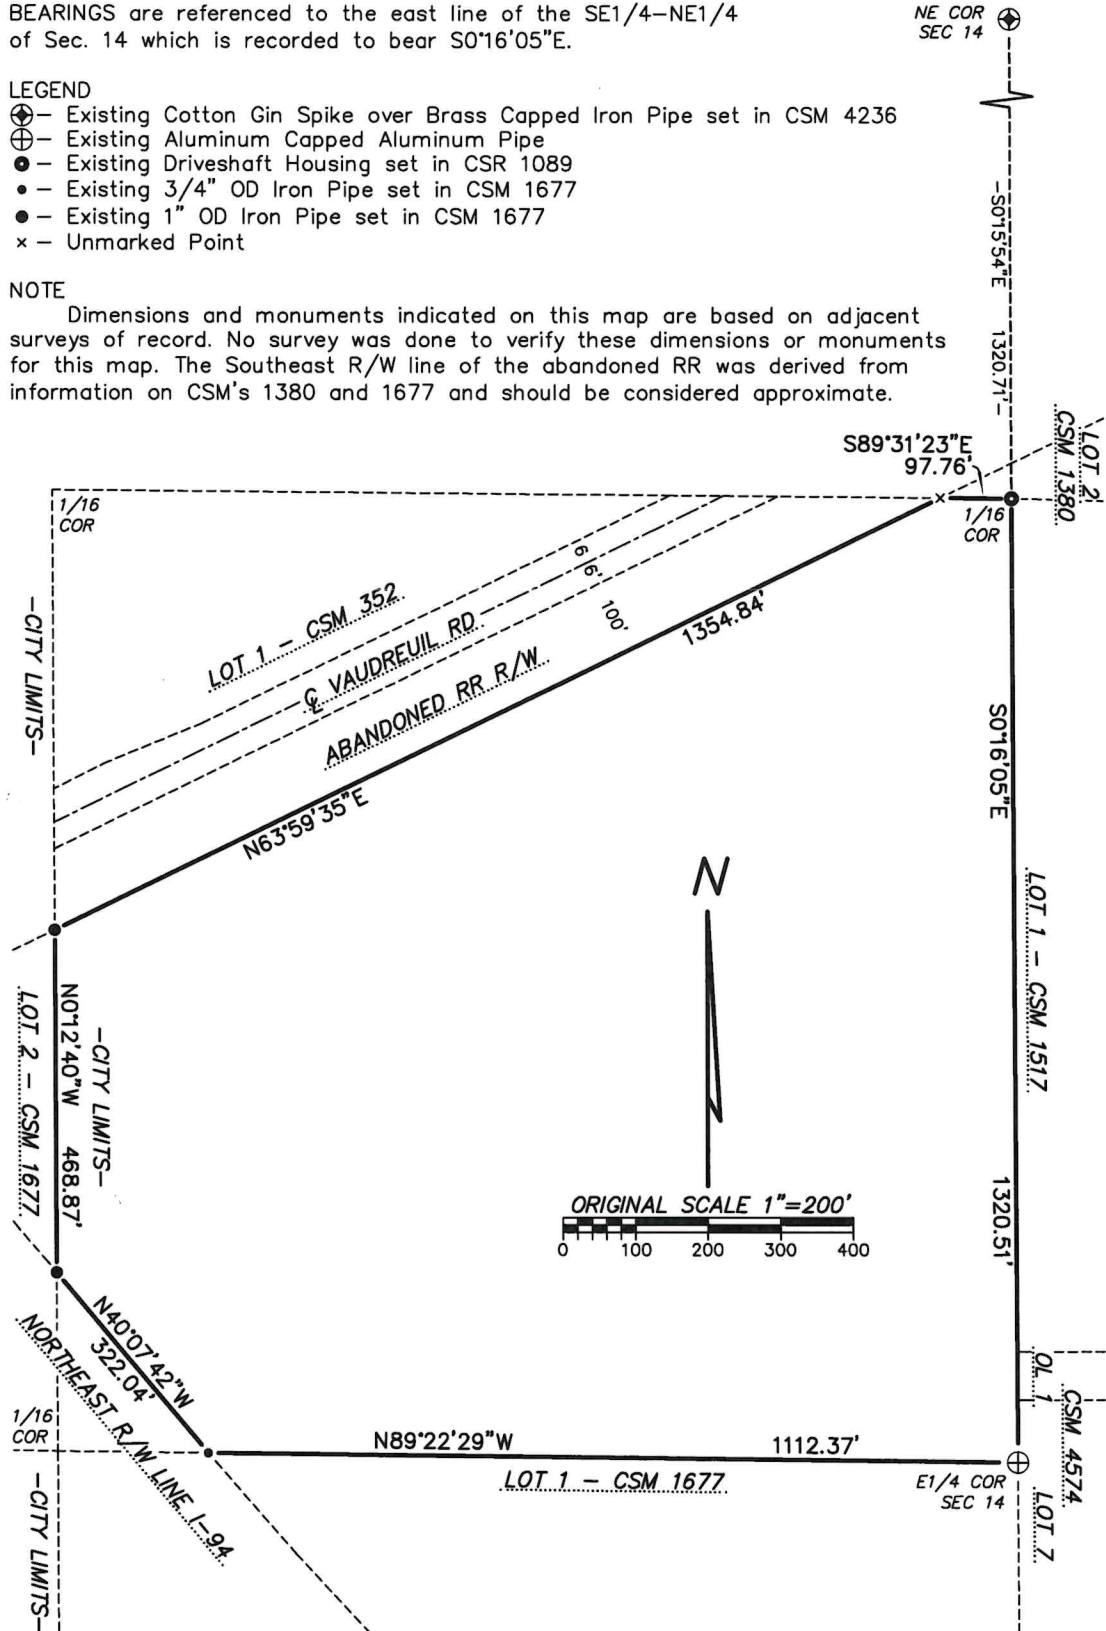 BEARINGS are referenced to the east line of the SE1/4–NE1/4
of Sec. 14 which is recorded to bear S0°16'05"E.
NE COR
SEC 14
LEGEND
– Existing Cotton Gin Spike over Brass Capped Iron Pipe set in CSM 4236
– Existing Aluminum Capped Aluminum Pipe
– Existing Driveshaft Housing set in CSR 1089
– Existing 3/4" OD Iron Pipe set in CSM 1677
– Existing 1" OD Iron Pipe set in CSM 1677
x – Unmarked Point
–S0°15'54"E 1320.71'–
NOTE
Dimensions and monuments indicated on this map are based on adjacent
surveys of record. No survey was done to verify these dimensions or monuments
for this map. The Southeast R/W line of the abandoned RR was derived from
information on CSM's 1380 and 1677 and should be considered approximate.
S89°31'23"E
97.76'
LOT 2
CSM 1380
1/16
COR
1/16
COR
–CITY LIMITS–
LOT 1 – CSM 352
66'
℄ VAUDREUIL RD
100'
ABANDONED RR R/W
N63°59'35"E 1354.84'
S0°16'05"E 1320.51'
LOT 1 – CSM 1517
N
N0°12'40"W 468.87'
–CITY LIMITS–
LOT 2 – CSM 1677
ORIGINAL SCALE 1"=200'
0 100 200 300 400
N40°07'42"W
322.04'
NORTHEAST R/W LINE I–94
OL 1
CSM 4574
LOT 7
1/16
COR
N89°22'29"W 1112.37'
LOT 1 – CSM 1677
E1/4 COR
SEC 14
–CITY LIMITS–